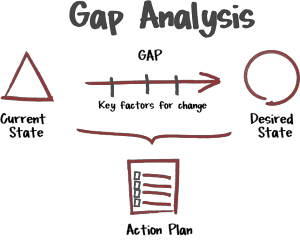 Gap Analysis
GAP
Key factors for change
Current
State
Desired
State
Action Plan